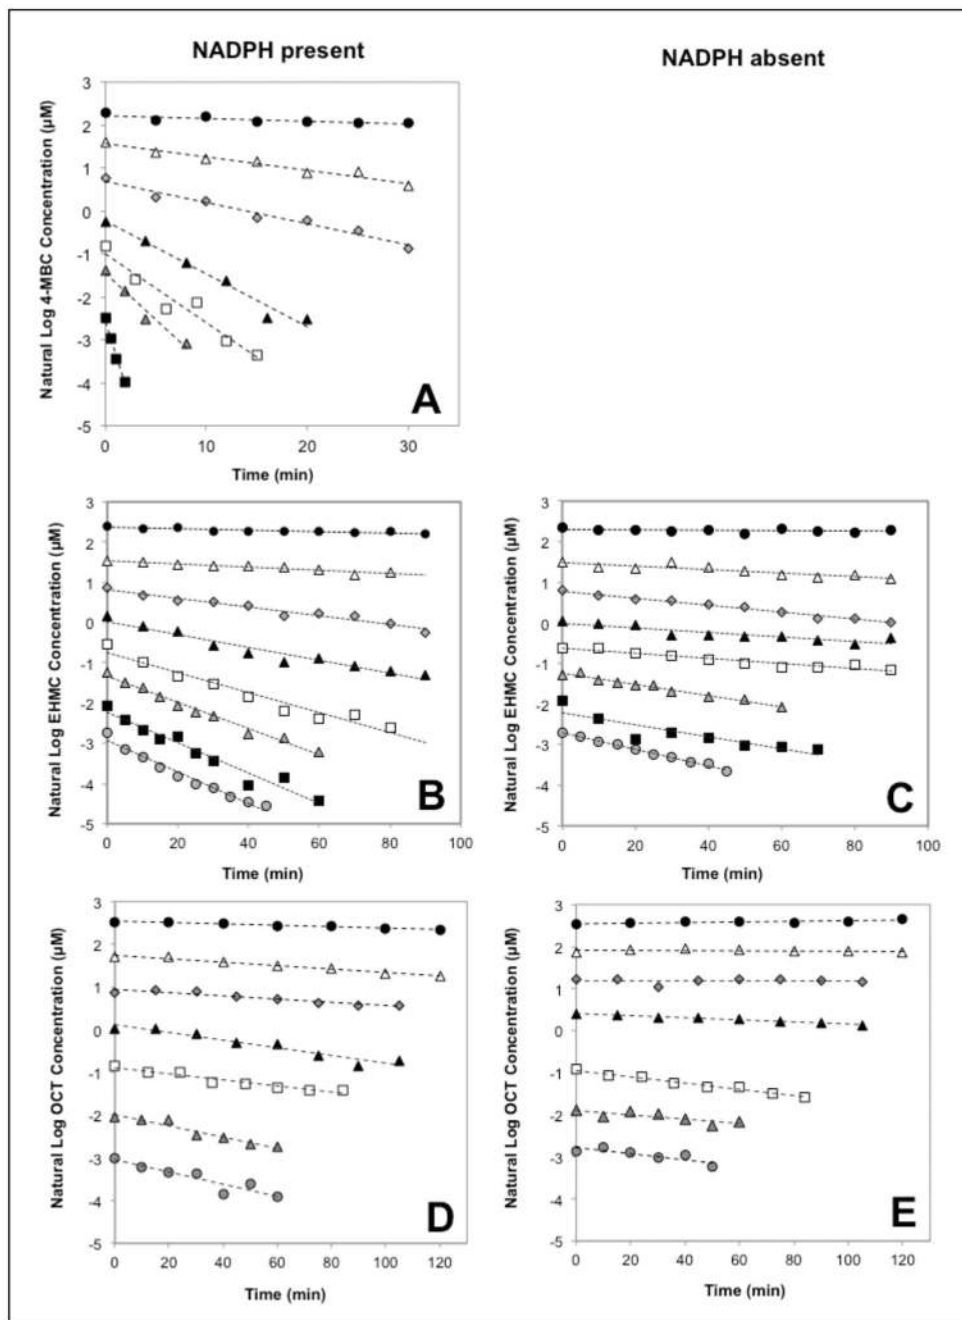 NADPH present
NADPH absent
Natural Log 4-MBC Concentration (µM)
3
2
1
0
-1
-2
-3
-4
-5
0 10 20 30
Time (min)
A
Natural Log EHMC Concentration (µM)
3
2
1
0
-1
-2
-3
-4
-5
0 20 40 60 80 100
Time (min)
B
Natural Log EHMC Concentration (µM)
3
2
1
0
-1
-2
-3
-4
-5
0 20 40 60 80 100
Time (min)
C
Natural Log OCT Concentration (µM)
3
2
1
0
-1
-2
-3
-4
-5
0 20 40 60 80 100 120
Time (min)
D
Natural Log OCT Concentration (µM)
3
2
1
0
-1
-2
-3
-4
-5
0 20 40 60 80 100 120
Time (min)
E